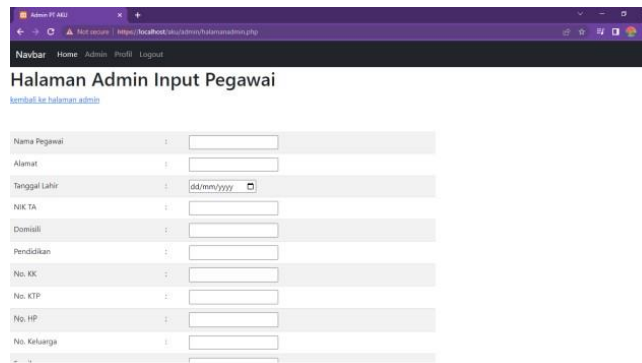 Admin PT AKU
Not secure | https://localhost/aku/admin/halamanadmin.php
Navbar Home Admin Profil Logout
Halaman Admin Input Pegawai
kembali ke halaman admin
Nama Pegawai :
Alamat :
Tanggal Lahir : dd/mm/yyyy
NIK TA :
Domisili :
Pendidikan :
No. KK :
No. KTP :
No. HP :
No. Keluarga :